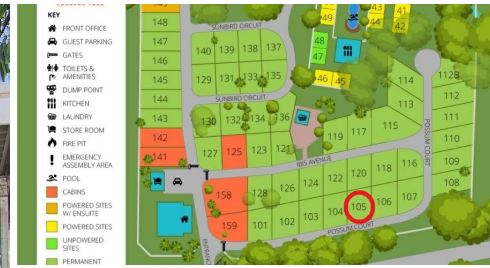 KEY
FRONT OFFICE
GUEST PARKING
GATES
TOILETS &
AMENITIES
DUMP POINT
KITCHEN
LAUNDRY
STORE ROOM
FIRE PIT
EMERGENCY
ASSEMBLY AREA
POOL
CABINS
POWERED SITES
W/ ENSUITE
POWERED SITES
UNPOWERED
SITES
PERMANENT
148
147
146
145
144
143
142
141
SUNBIRD CIRCUIT
140 139 138 137
129 131 133 135
SUNBIRD CIRCUIT
130 132 134 136
127 125 123 121
49
48
47
46 45
44
43
41
42
119 117 115
114
113
112B
112
111
110
109
108
POSSUM COURT
IBIS AVENUE
158
159
128 126 124 122 120 118 116
101 102 103 104 105 106 107
POSSUM COURT
ENTRANCE